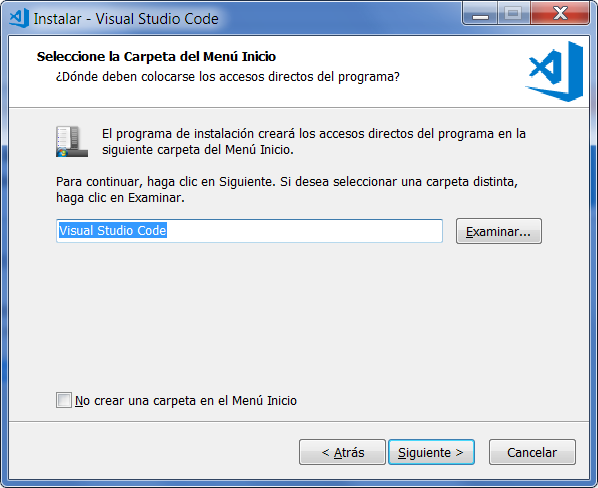 Instalar - Visual Studio Code
Seleccione la Carpeta del Menú Inicio
¿Dónde deben colocarse los accesos directos del programa?
El programa de instalación creará los accesos directos del programa en la
siguiente carpeta del Menú Inicio.
Para continuar, haga clic en Siguiente. Si desea seleccionar una carpeta distinta,
haga clic en Examinar.
Visual Studio Code
Examinar...
No crear una carpeta en el Menú Inicio
< Atrás
Siguiente >
Cancelar